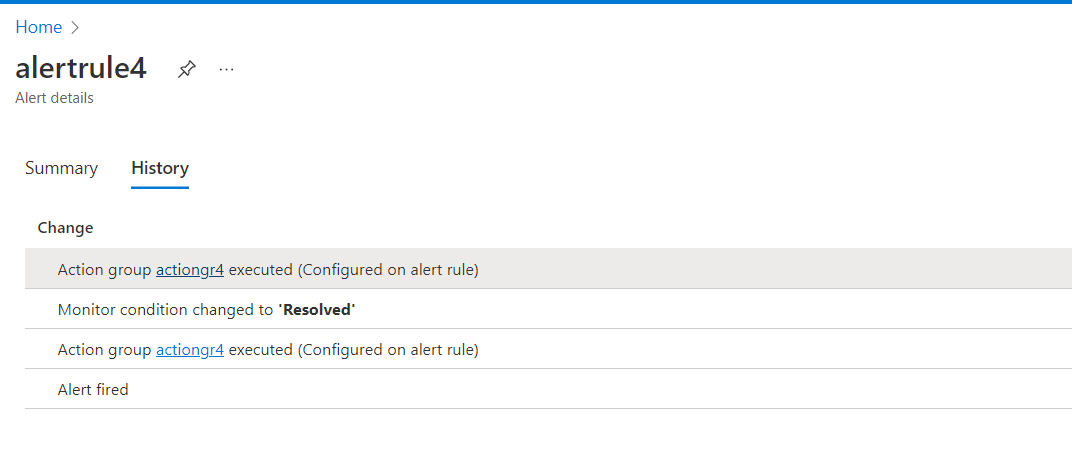 Home
alertrule4 ...
Alert details
Summary History
Change
Action group actiongr4 executed (Configured on alert rule)
Monitor condition changed to 'Resolved'
Action group actiongr4 executed (Configured on alert rule)
Alert fired